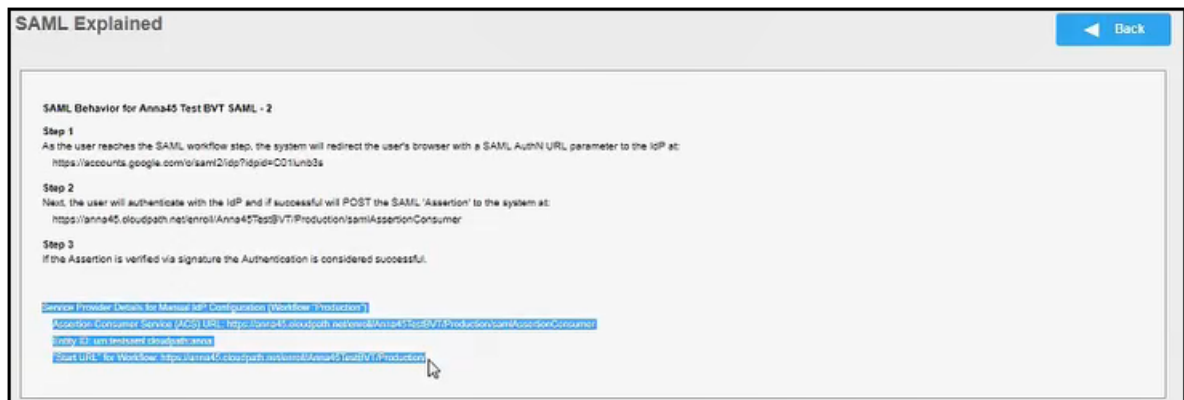 SAML Explained
Back
SAML Behavior for Anna45 Test BVT SAML - 2
Step 1
As the user reaches the SAML workflow step, the system will redirect the user's browser with a SAML AuthN URL parameter to the IdP at:
https://accounts.google.com/o/saml2/idp?idpid=C01lunb3s
Step 2
Next, the user will authenticate with the IdP and if successful will POST the SAML 'Assertion' to the system at:
https://anna45.cloudpath.net/enroll/Anna45TestBVT/Production/samlAssertionConsumer
Step 3
If the Assertion is verified via signature the Authentication is considered successful.
Service Provider Details for Manual IdP Configuration (Workflow "Production")
Assertion Consumer Service (ACS) URL: https://anna45.cloudpath.net/enroll/Anna45TestBVT/Production/samlAssertionConsumer
Entity ID: urn:testsaml:cloudpath:anna
"Start URL" for Workflow: https://anna45.cloudpath.net/enroll/Anna45TestBVT/Production